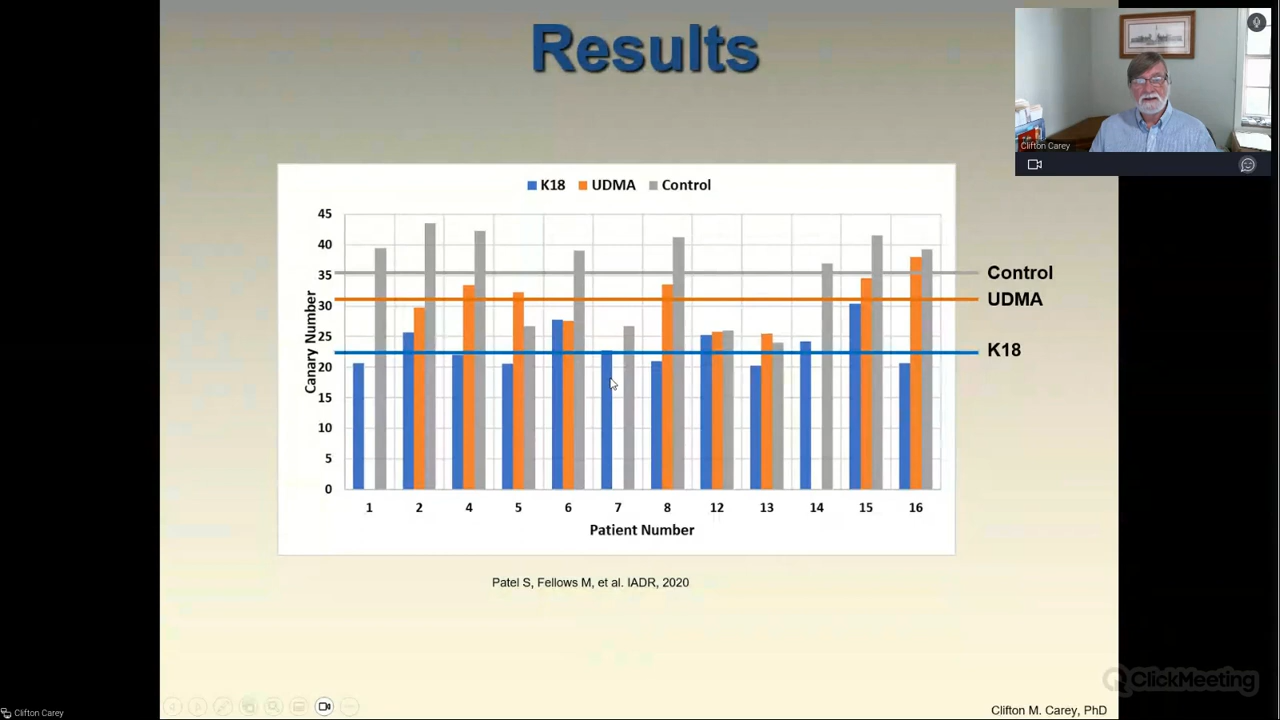 Results
Clifton Carey
K18 UDMA Control
45
40
35
30
25
20
15
10
5
0
Canary Number
Control
UDMA
K18
1 2 4 5 6 7 8 12 13 14 15 16
Patient Number
Patel S, Fellows M, et al. IADR, 2020
ClickMeeting
Clifton Carey
Clifton M. Carey, PhD